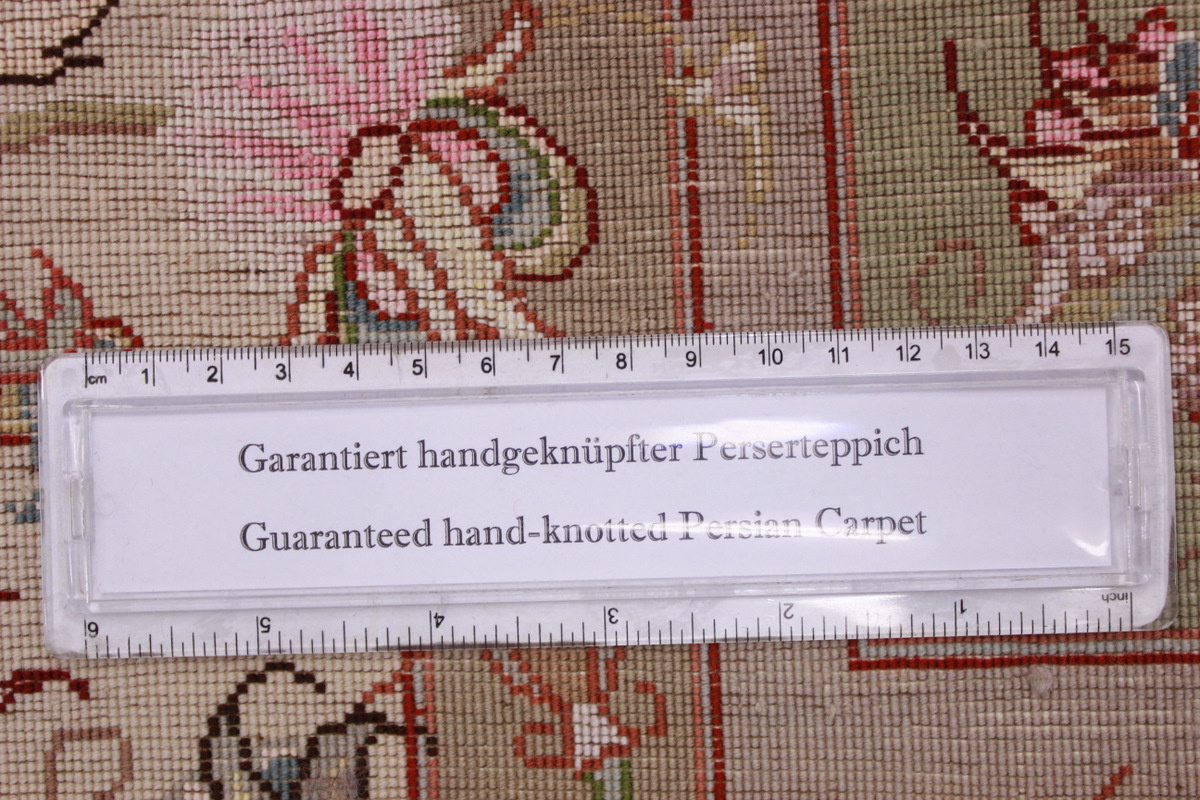 cm 1 2 3 4 5 6 7 8 9 10 11 12 13 14 15
Garantiert handgeknüpfter Perserteppich
Guaranteed hand-knotted Persian Carpet
6 5 4 3 2 1 inch